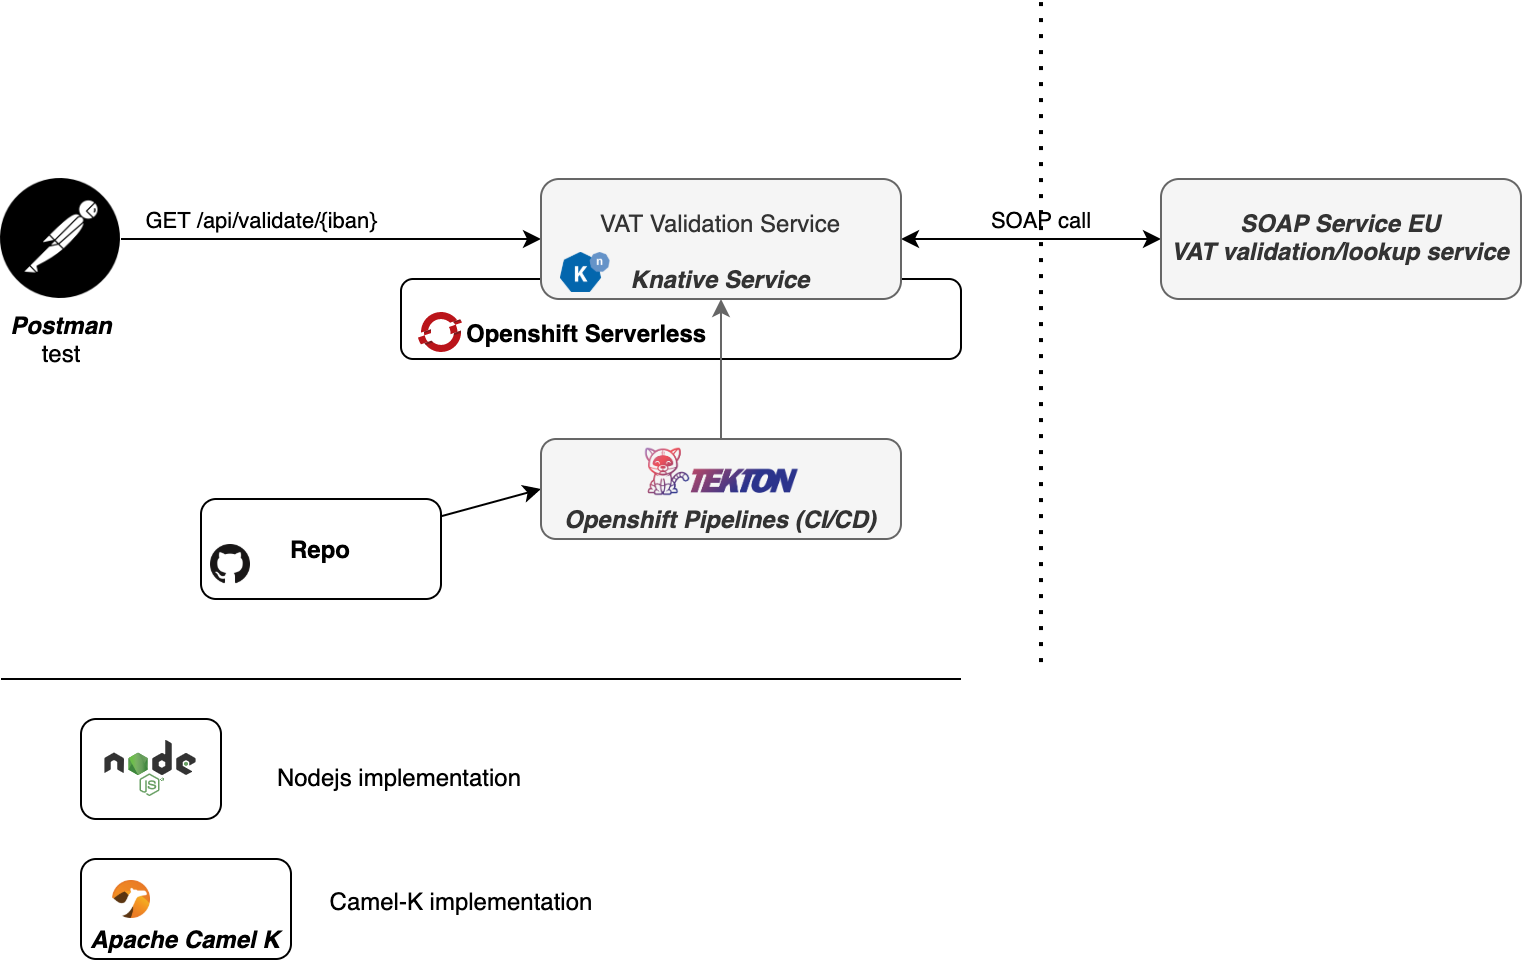 GET /api/validate/{iban}
VAT Validation Service
K n
Knative Service
SOAP call
SOAP Service EU
VAT validation/lookup service
Postman
test
Openshift Serverless
TEKTON
Openshift Pipelines (CI/CD)
Repo
node
JS
Nodejs implementation
Camel-K implementation
Apache Camel K